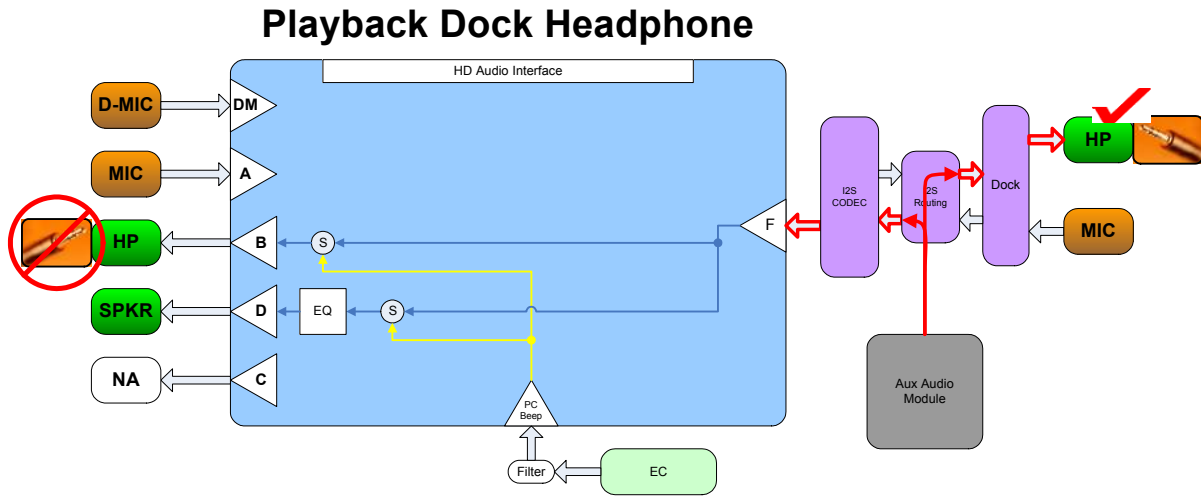 Playback Dock Headphone
HD Audio Interface
D-MIC
DM
MIC
A
HP
B
S
F
I2S
CODEC
I2S
Routing
Dock
HP
MIC
SPKR
D
EQ
S
NA
C
PC
Beep
Aux Audio
Module
Filter
EC